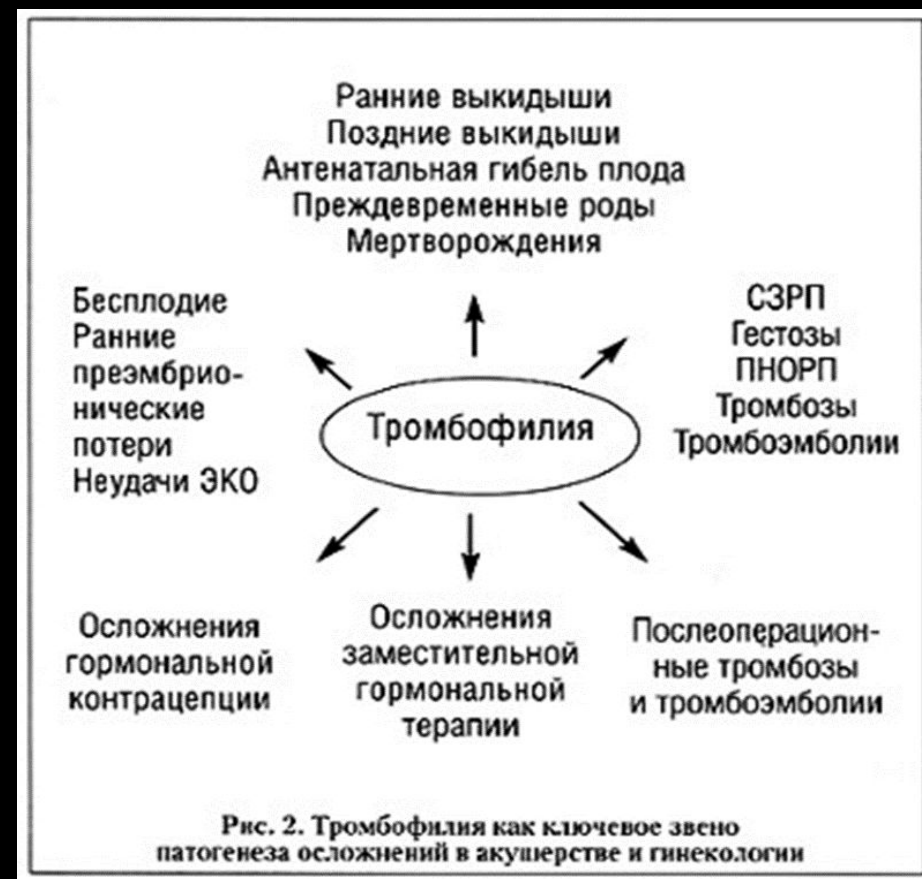 Ранние выкидыши
Поздние выкидыши
Антенатальная гибель плода
Преждевременные роды
Мертворождения
Бесплодие
Ранние
преэмбрио-
нические
потери
Неудачи ЭКО
СЗРП
Гестозы
ПНОРП
Тромбозы
Тромбоэмболии
Тромбофилия
Осложнения
гормональной
контрацепции
Осложнения
заместительной
гормональной
терапии
Послеоперацион-
ные тромбозы
и тромбоэмболии
Рис. 2. Тромбофилия как ключевое звено
патогенеза осложнений в акушерстве и гинекологии